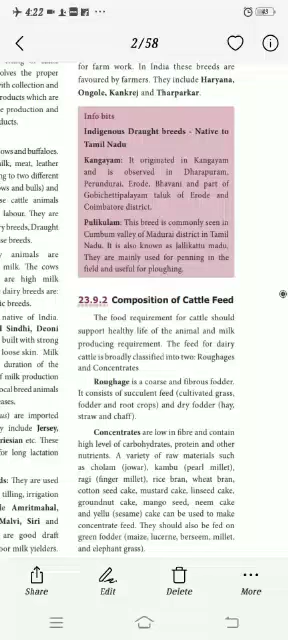 4:22
83
2/58
olves the proper
with collection and
roducts which are
e production and
ducts.
ows and buffaloes.
ilk, meat, leather
ng to two different
ws and bulls) and
se cattle animals
labour. They are
ry breeds, Draught
se breeds.
y animals are
milk. The cows
are high milk
dairy breeds are:
ic breeds.
native of India.
l Sindhi, Deoni
built with strong
loose skin. Milk
duration of the
f milk production
ocal breed animals
eases.
us) are imported
y include Jersey,
riesian etc. These
for long lactation
ds: They are used
tilling, irrigation
le Amritmahal,
Malvi, Siri and
are good draft
oor milk yielders.
for farm work. In India these breeds are
favoured by farmers. They include Haryana,
Ongole, Kankrej and Tharparkar.
Info bits
Indigenous Draught breeds - Native to
Tamil Nadu
Kangayam: It originated in Kangayam
and is observed in Dharapuran,
Perundurai, Erode, Bhavani and part of
Gobichettipalayam taluk of Erode and
Coimbatore district.
Pulikulam: This breed is commonly seen in
Cumbum valley of Madurai district in Tamil
Nadu. It is also known as Jallikattu madu.
They are mainly used for penning in the
field and useful for ploughing.
23.9.2 Composition of Cattle Feed
The food requirement for cattle should
support healthy life of the animal and milk
producing requirement. The feed for dairy
cattle is broadly classified into two: Roughages
and Concentrates
Roughage is a coarse and fibrous fodder.
It consists of succulent feed (cultivated grass,
fodder and root crops) and dry fodder (hay,
straw and chaff).
Concentrates are low in fibre and contain
high level of carbohydrates, protein and other
nutrients. A variety of raw materials such
as cholam (jowar), kambu (pearl millet),
ragi (finger millet), rice bran, wheat bran,
cotton seed cake, mustard cake, linseed cake,
groundnut cake, mango seed, neem cake
and yellu (sesame) cake can be used to make
concentrate feed. They should also be fed on
green fodder (maize, lucerne, berseem, millet,
and elephant grass).
Share
Edit
Delete
More